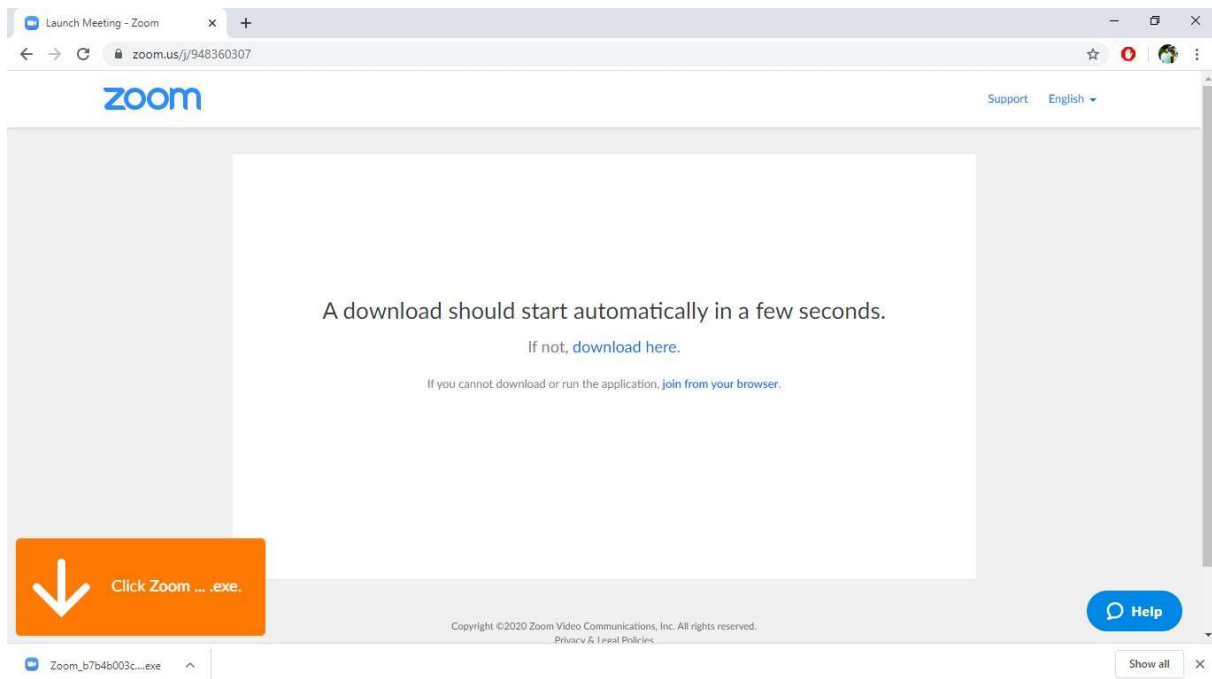 Launch Meeting - Zoom
zoom.us/j/948360307
zoom
Support English
A download should start automatically in a few seconds.
If not, download here.
If you cannot download or run the application, join from your browser.
Click Zoom ... .exe.
Help
Copyright ©2020 Zoom Video Communications, Inc. All rights reserved.
Privacy & Legal Policies
Zoom_b7b4b003c....exe
Show all